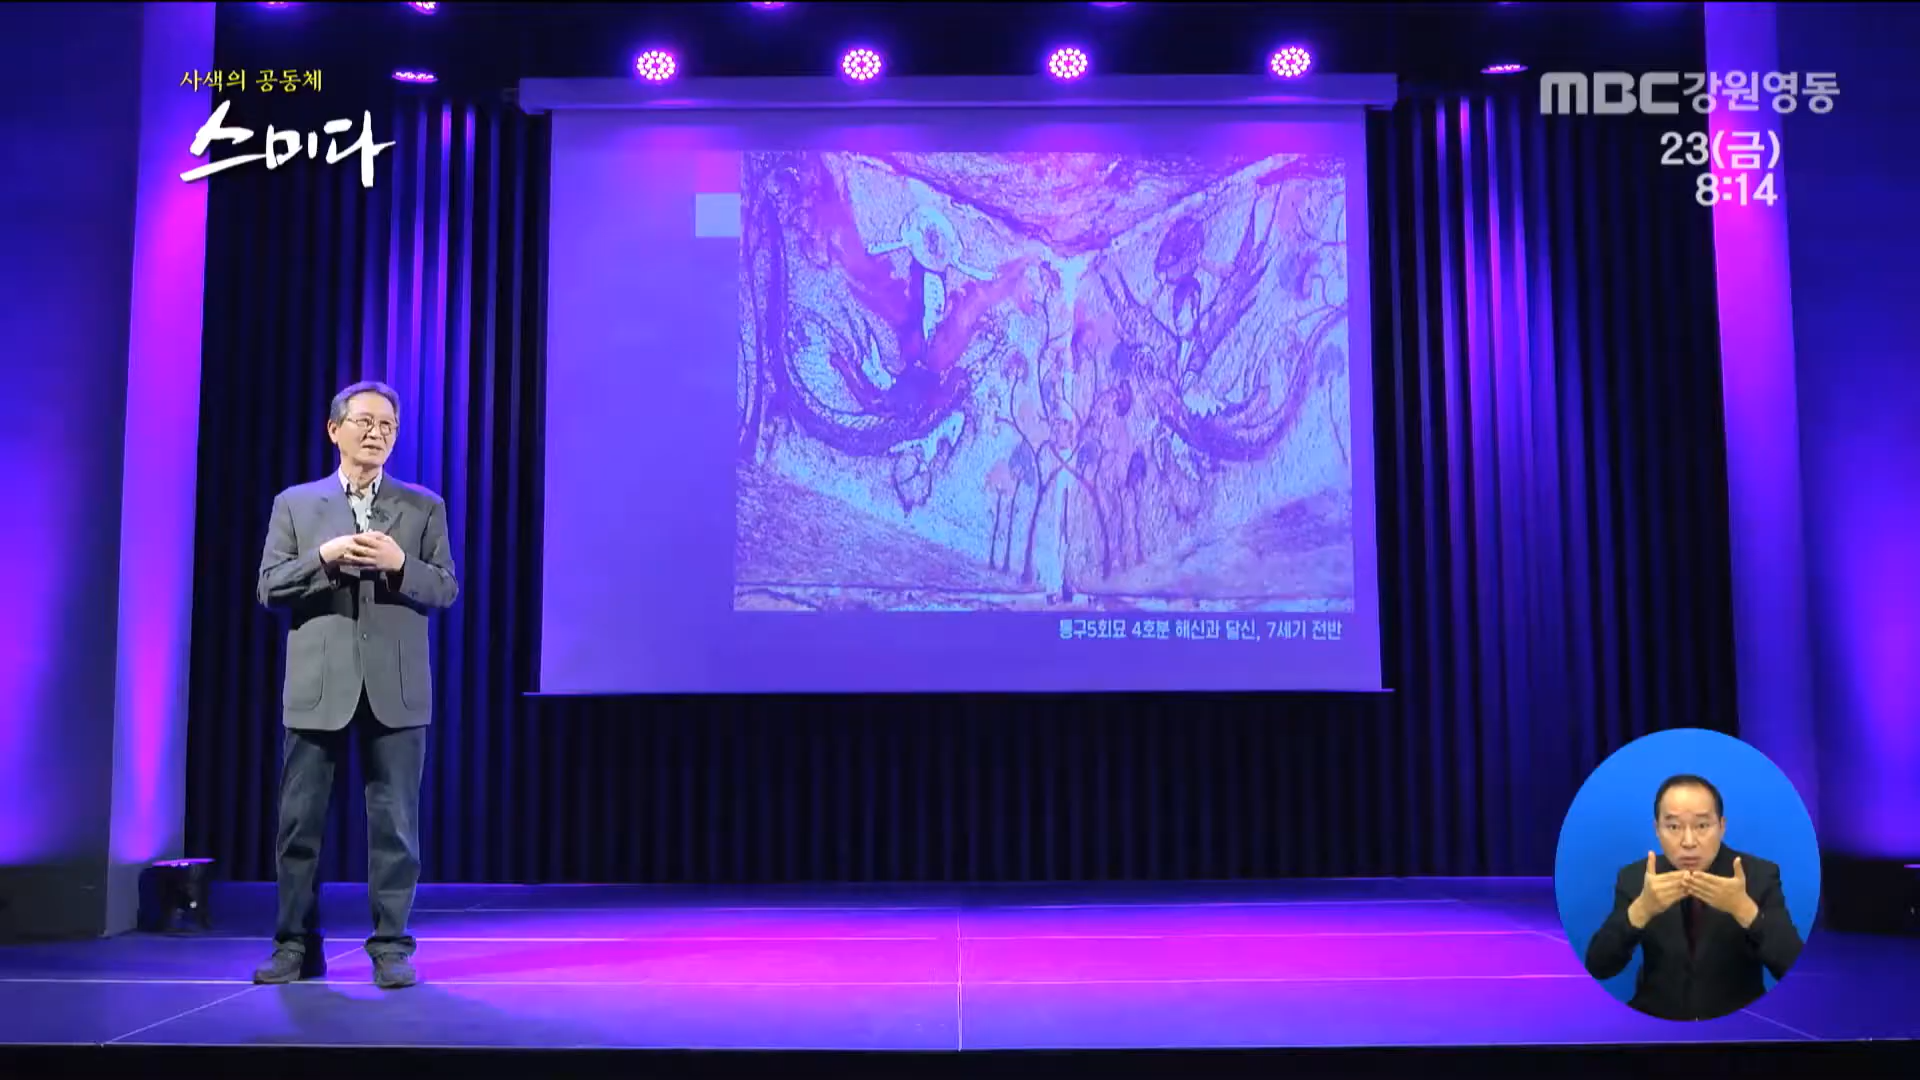 사색의 공동체
스미다
MBC강원영동
23(금)
8:14
통구5회묘 4호분 해신과 달신, 7세기 전반